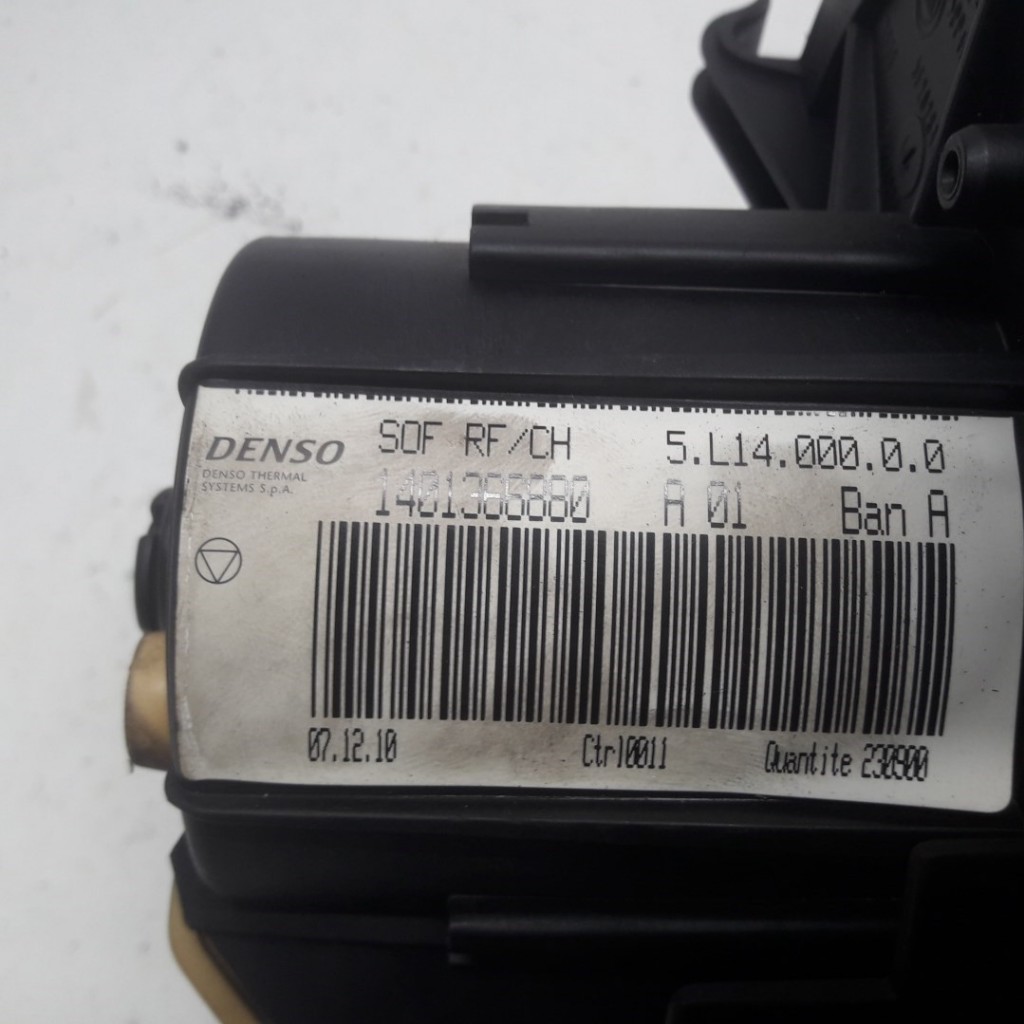 DENSO
DENSO THERMAL
SYSTEMS S.p.A.
SOF RF/CH 5.L14.000.0.0
1401366880 A 01 Ban A
07.12.10 Ctrl0011 Quantite 230900